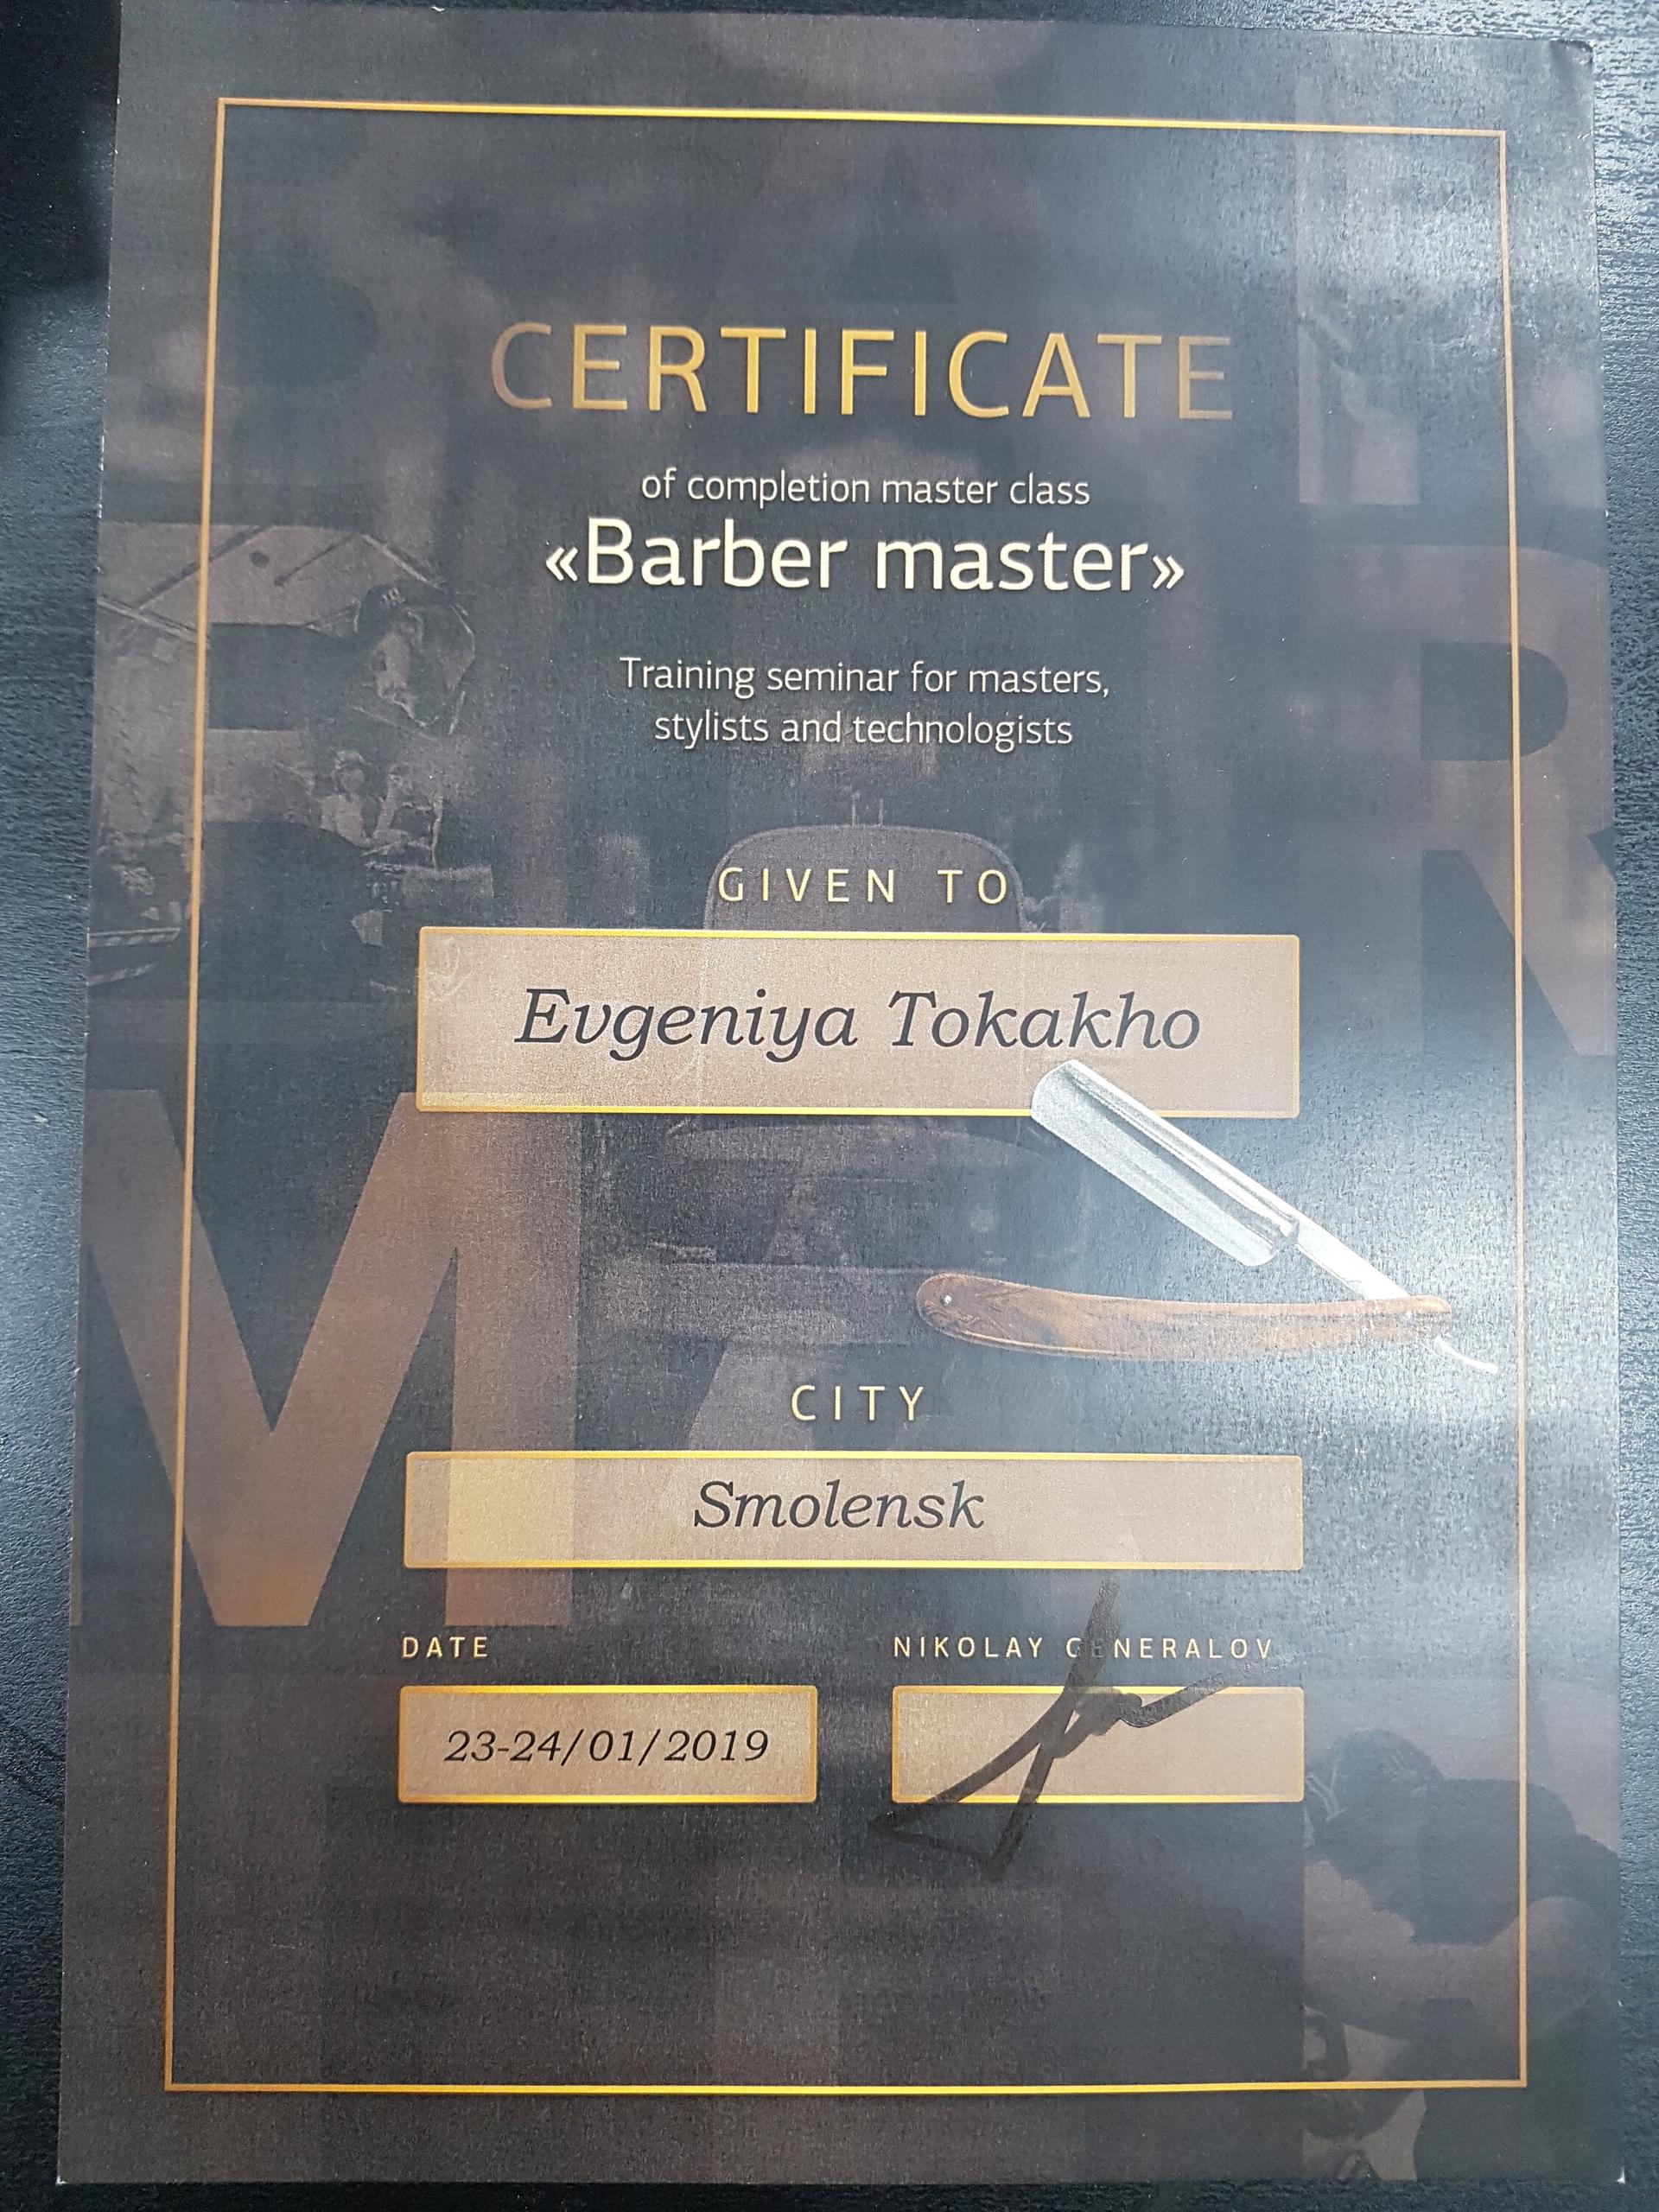 CERTIFICATE
of completion master class
«Barber master»
Training seminar for masters,
stylists and technologists
GIVEN TO
Evgeniya Tokakho
CITY
Smolensk
DATE
NIKOLAY GENERALOV
23-24/01/2019